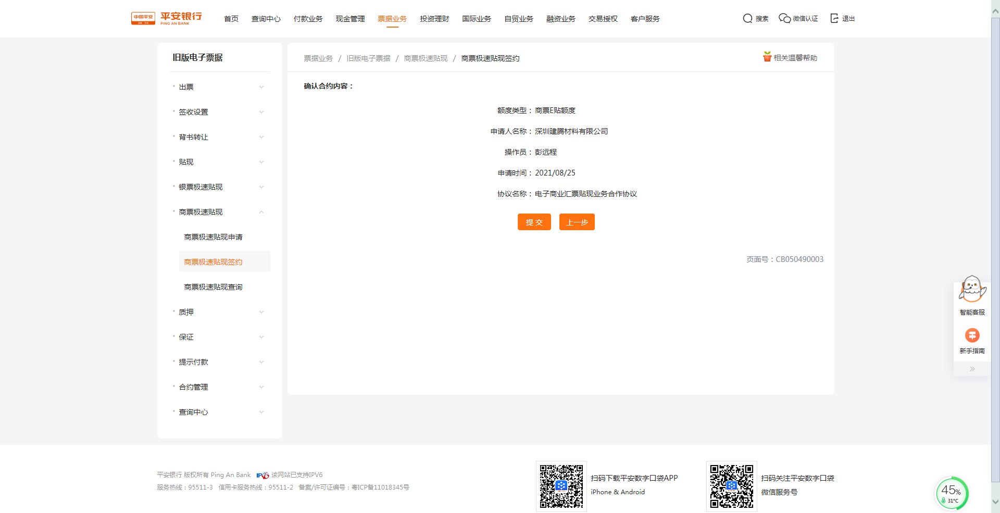 中国平安 平安银行
PING AN BANK
首页 查询中心 付款业务 现金管理 票据业务 投资理财 国际业务 自贸业务 融资业务 交易授权 客户服务 搜索 微信认证 退出
旧版电子票据
出票
签收设置
背书转让
贴现
银票极速贴现
商票极速贴现
商票极速贴现申请
商票极速贴现签约
商票极速贴现查询
质押
保证
提示付款
合约管理
查询中心
票据业务 / 旧版电子票据 / 商票极速贴现 / 商票极速贴现签约
相关温馨帮助
确认合约内容：
额度类型：商票E贴额度
申请人名称：深圳建腾材料有限公司
操作员：彭远程
申请时间：2021/08/25
协议名称：电子商业汇票贴现业务合作协议
提 交 上一步
页面号：CB050490003
智能客服
新手指南
平安银行 版权所有 Ping An Bank IPV6 该网站已支持IPV6
服务热线：95511-3 信用卡服务热线：95511-2 备案/许可证编号：粤ICP备11018345号
扫码下载平安数字口袋APP
iPhone & Android
扫码关注平安数字口袋
微信服务号
45%
31°C